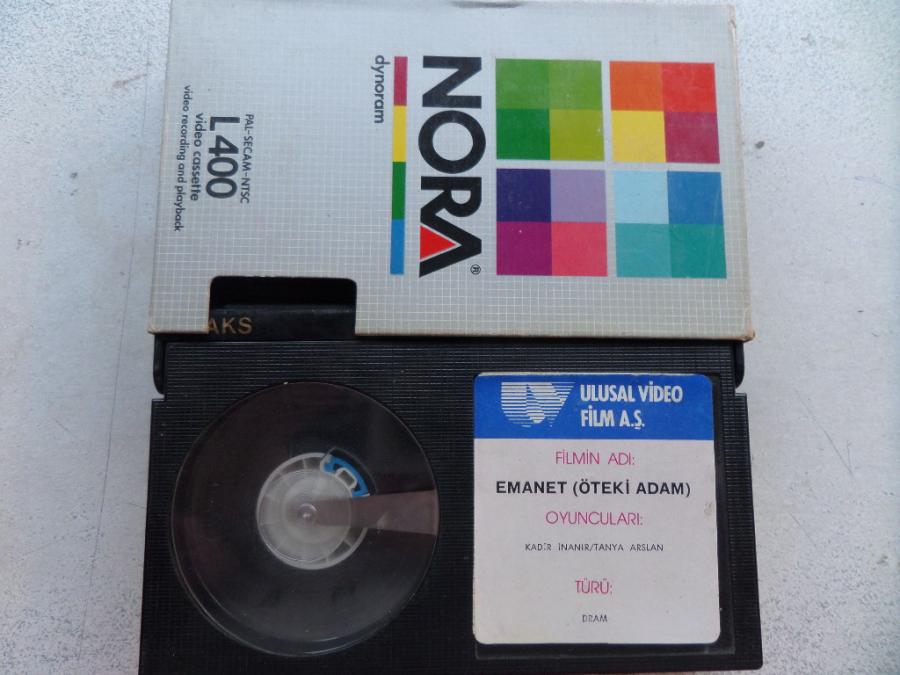 NORA®
dynoram
PAL-SECAM-NTSC
L 400
video cassette
video recording and playback
AKS
ULUSAL VİDEO
FİLM A.Ş.
FİLMİN ADI:
EMANET (ÖTEKİ ADAM)
OYUNCULARI:
KADİR İNANIR/TANYA ARSLAN
TÜRÜ:
DRAM